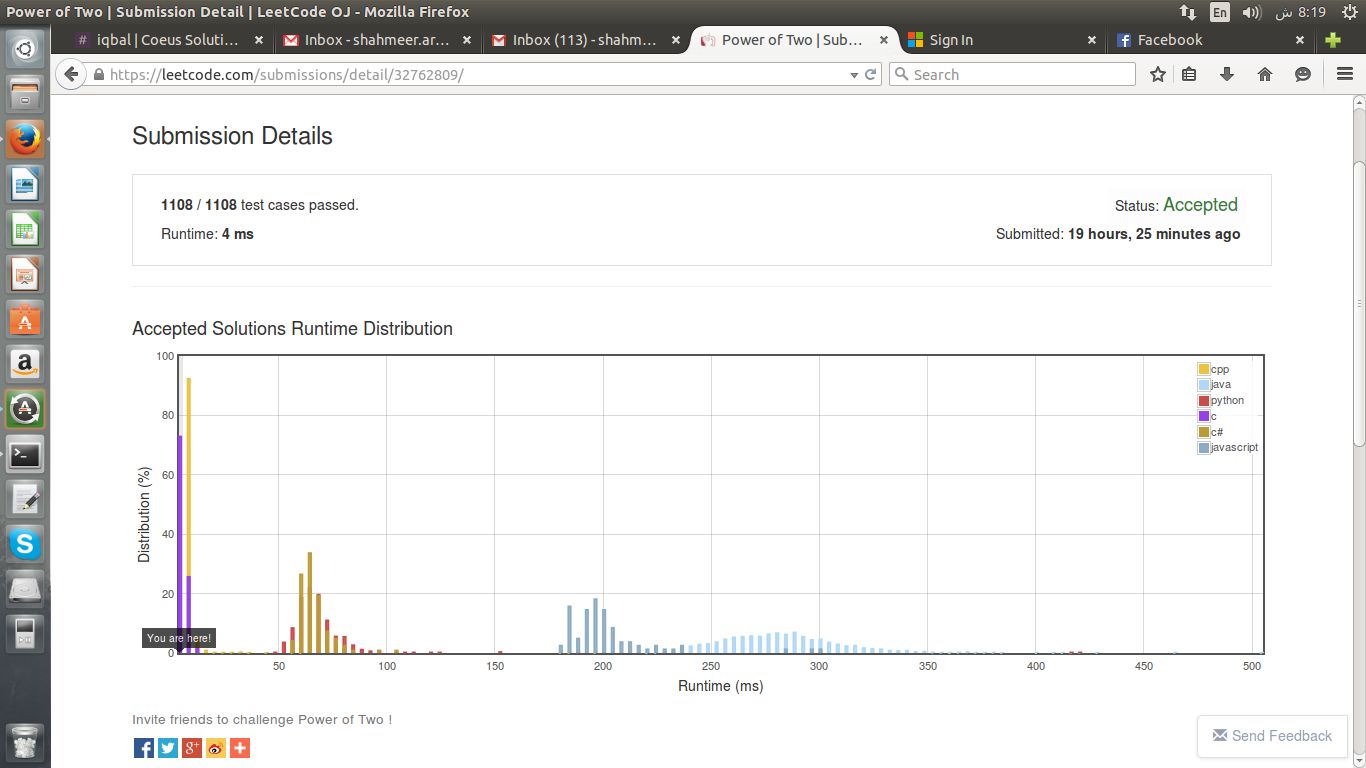 Power of Two | Submission Detail | LeetCode OJ - Mozilla Firefox
En
8:19 ش
# iqbal | Coeus Soluti...
Inbox - shahmeer.ar...
Inbox (113) - shahm...
Power of Two | Sub...
Sign In
Facebook
https://leetcode.com/submissions/detail/32762809/
Search
Submission Details
1108 / 1108 test cases passed.
Status: Accepted
Runtime: 4 ms
Submitted: 19 hours, 25 minutes ago
Accepted Solutions Runtime Distribution
100
80
60
40
20
0
Distribution (%)
cpp
java
python
c
c#
javascript
You are here!
50
100
150
200
250
300
350
400
450
500
Runtime (ms)
Invite friends to challenge Power of Two !
Send Feedback